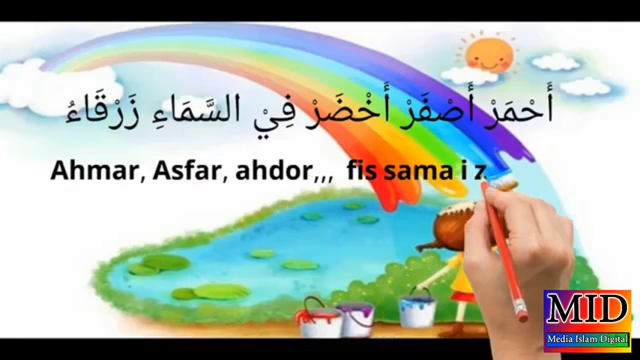 أَحْمَرْ أَصْفَرْ أَخْضَرْ فِيْ السَّمَاءِ زَرْقَاءُ
Ahmar, Asfar, ahdor,,, fis sama i z
MID
Media Islam Digital